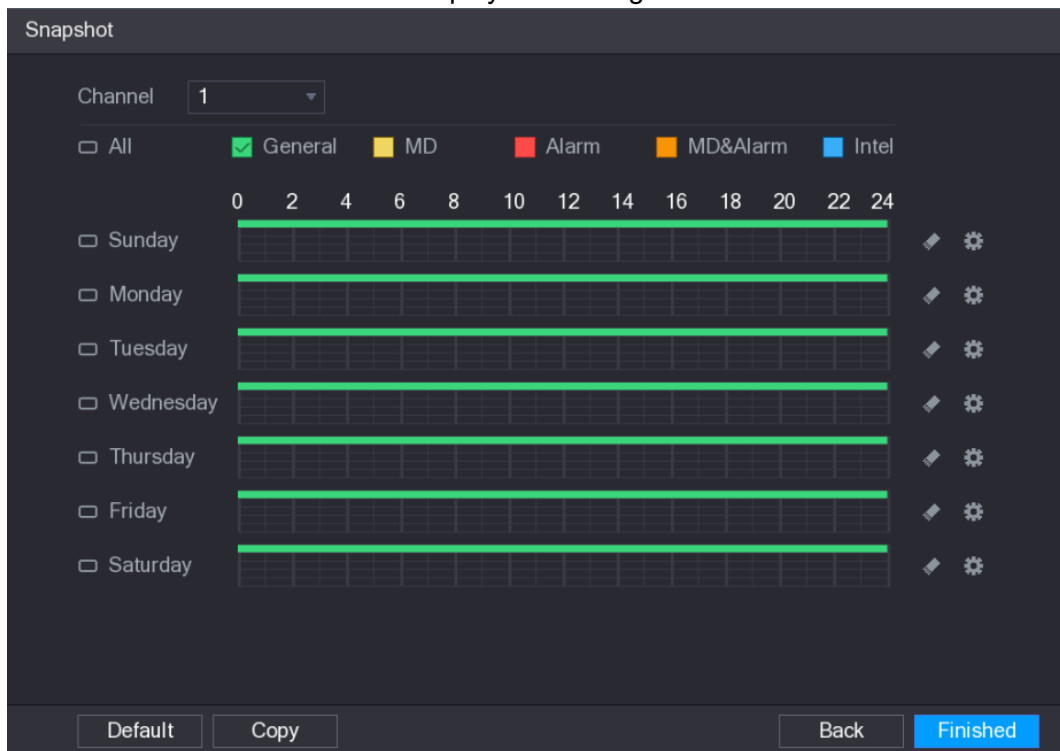 Snapshot
Channel 1
All General MD Alarm MD&Alarm Intel
0 2 4 6 8 10 12 14 16 18 20 22 24
Sunday
Monday
Tuesday
Wednesday
Thursday
Friday
Saturday
Default Copy Back Finished